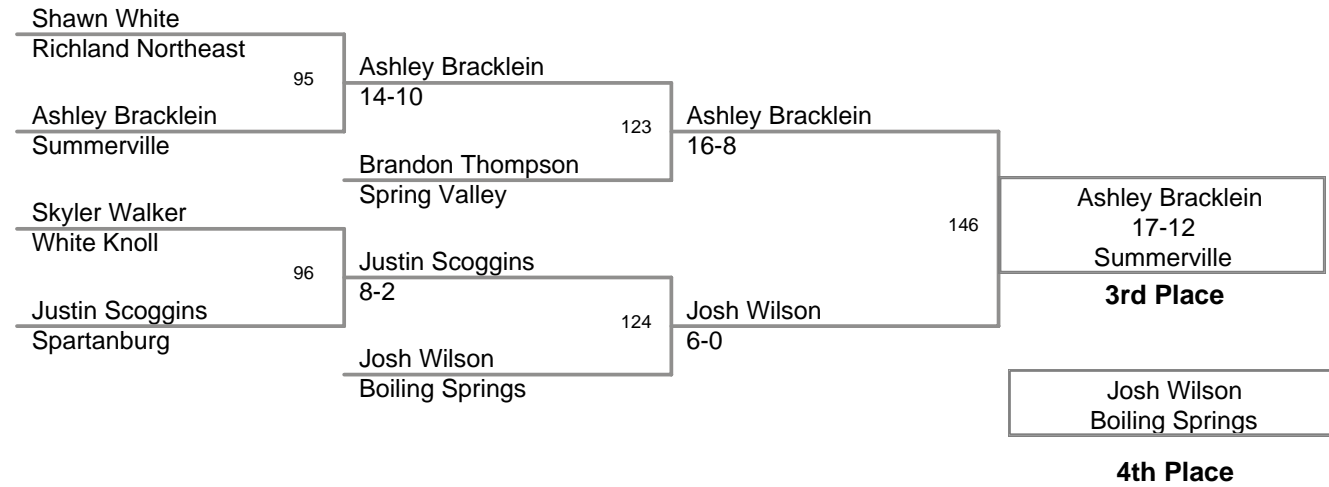 Shawn White
Richland Northeast
95
Ashley Bracklein
14-10
Ashley Bracklein
Summerville
123
Ashley Bracklein
16-8
Brandon Thompson
Spring Valley
Skyler Walker
White Knoll
96
Justin Scoggins
8-2
Justin Scoggins
Spartanburg
124
Josh Wilson
6-0
Josh Wilson
Boiling Springs
146
Ashley Bracklein
17-12
Summerville
3rd Place
Josh Wilson
Boiling Springs
4th Place